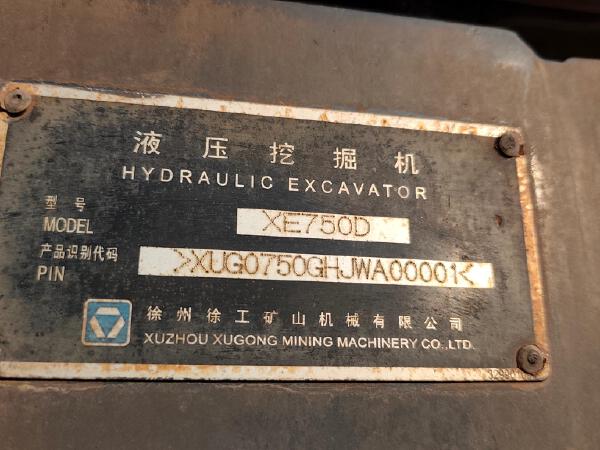 液压挖掘机
HYDRAULIC EXCAVATOR
型号
MODEL XE750D
产品识别代码
PIN >XUG0750GHJWA00001<
徐州徐工矿山机械有限公司
XUZHOU XUGONG MINING MACHINERY CO.,LTD.